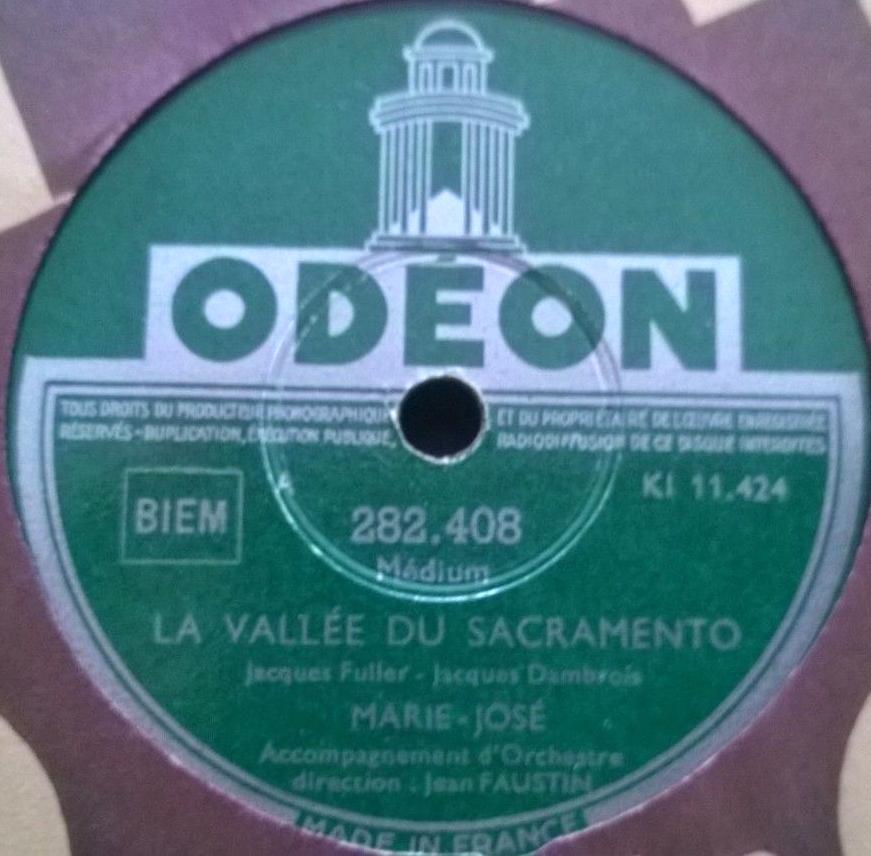 ODÉON
TOUS DROITS DU PRODUCTEUR PHONOGRAPHIQUE ET DU PROPRIÉTAIRE DE L'ŒUVRE ENREGISTRÉE
RÉSERVÉS-DUPLICATION, EXÉCUTION PUBLIQUE, RADIODIFFUSION DE CE DISQUE INTERDITES
A
KI 11.424
BIEM
282.408
Médium
LA VALLÉE DU SACRAMENTO
Jacques Fuller - Jacques Dambrois
MARIE-JOSÉ
Accompagnement d'Orchestre
direction : Jean FAUSTIN
MADE IN FRANCE